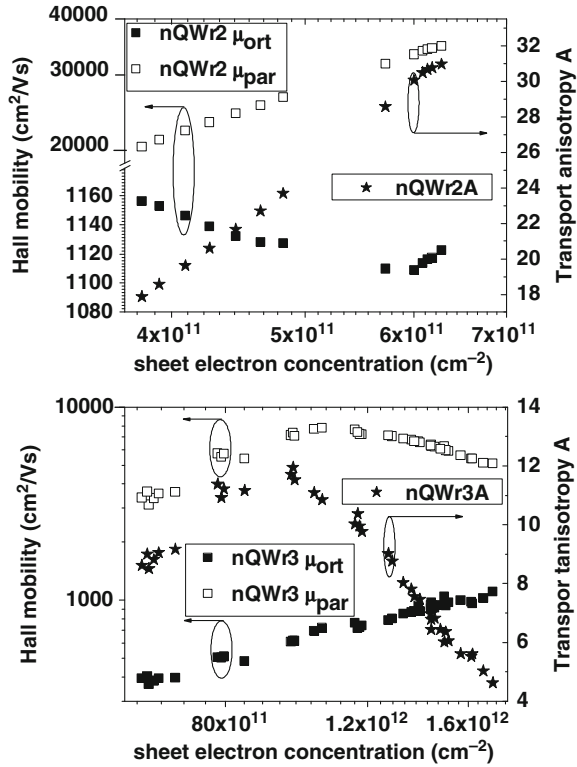 40000
30000
20000
1160
1140
1120
1100
1080
Hall mobility (cm²/Vs)
nQWr2 μort
nQWr2 μpar
nQWr2A
32
30
28
26
24
22
20
18
Transport anisotropy A
4x10¹¹
5x10¹¹
6x10¹¹
7x10¹¹
sheet electron concentration (cm⁻²)
10000
1000
Hall mobility (cm²/Vs)
nQWr3A
nQWr3 μort
nQWr3 μpar
14
12
10
8
6
4
Transpor tanisotropy A
80x10¹¹
1.2x10¹²
1.6x10¹²
sheet electron concentration (cm⁻²)